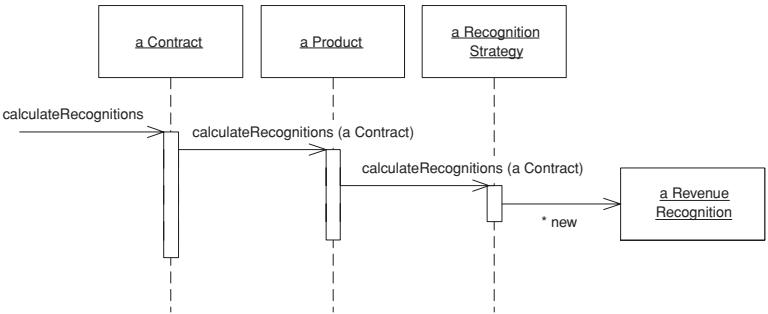 a Contract
a Product
a Recognition
Strategy
calculateRecognitions
calculateRecognitions (a Contract)
calculateRecognitions (a Contract)
a Revenue
Recognition
* new